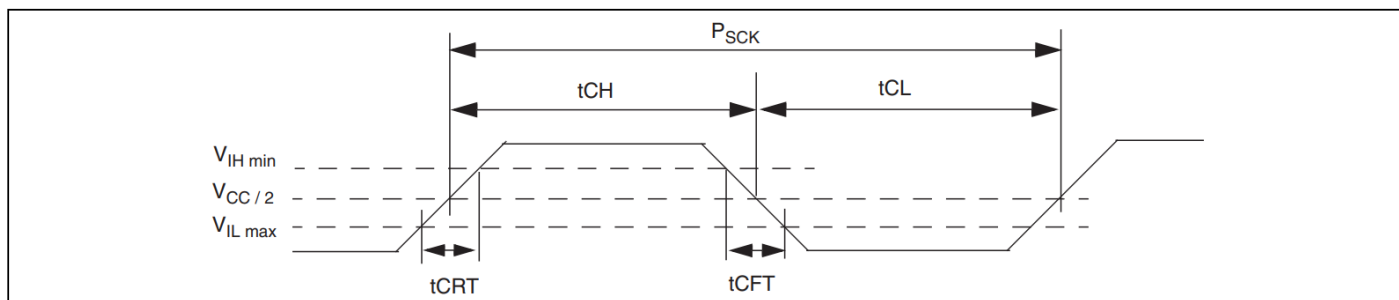 PSCK
tCH
tCL
VIH min
VCC / 2
VIL max
tCRT
tCFT